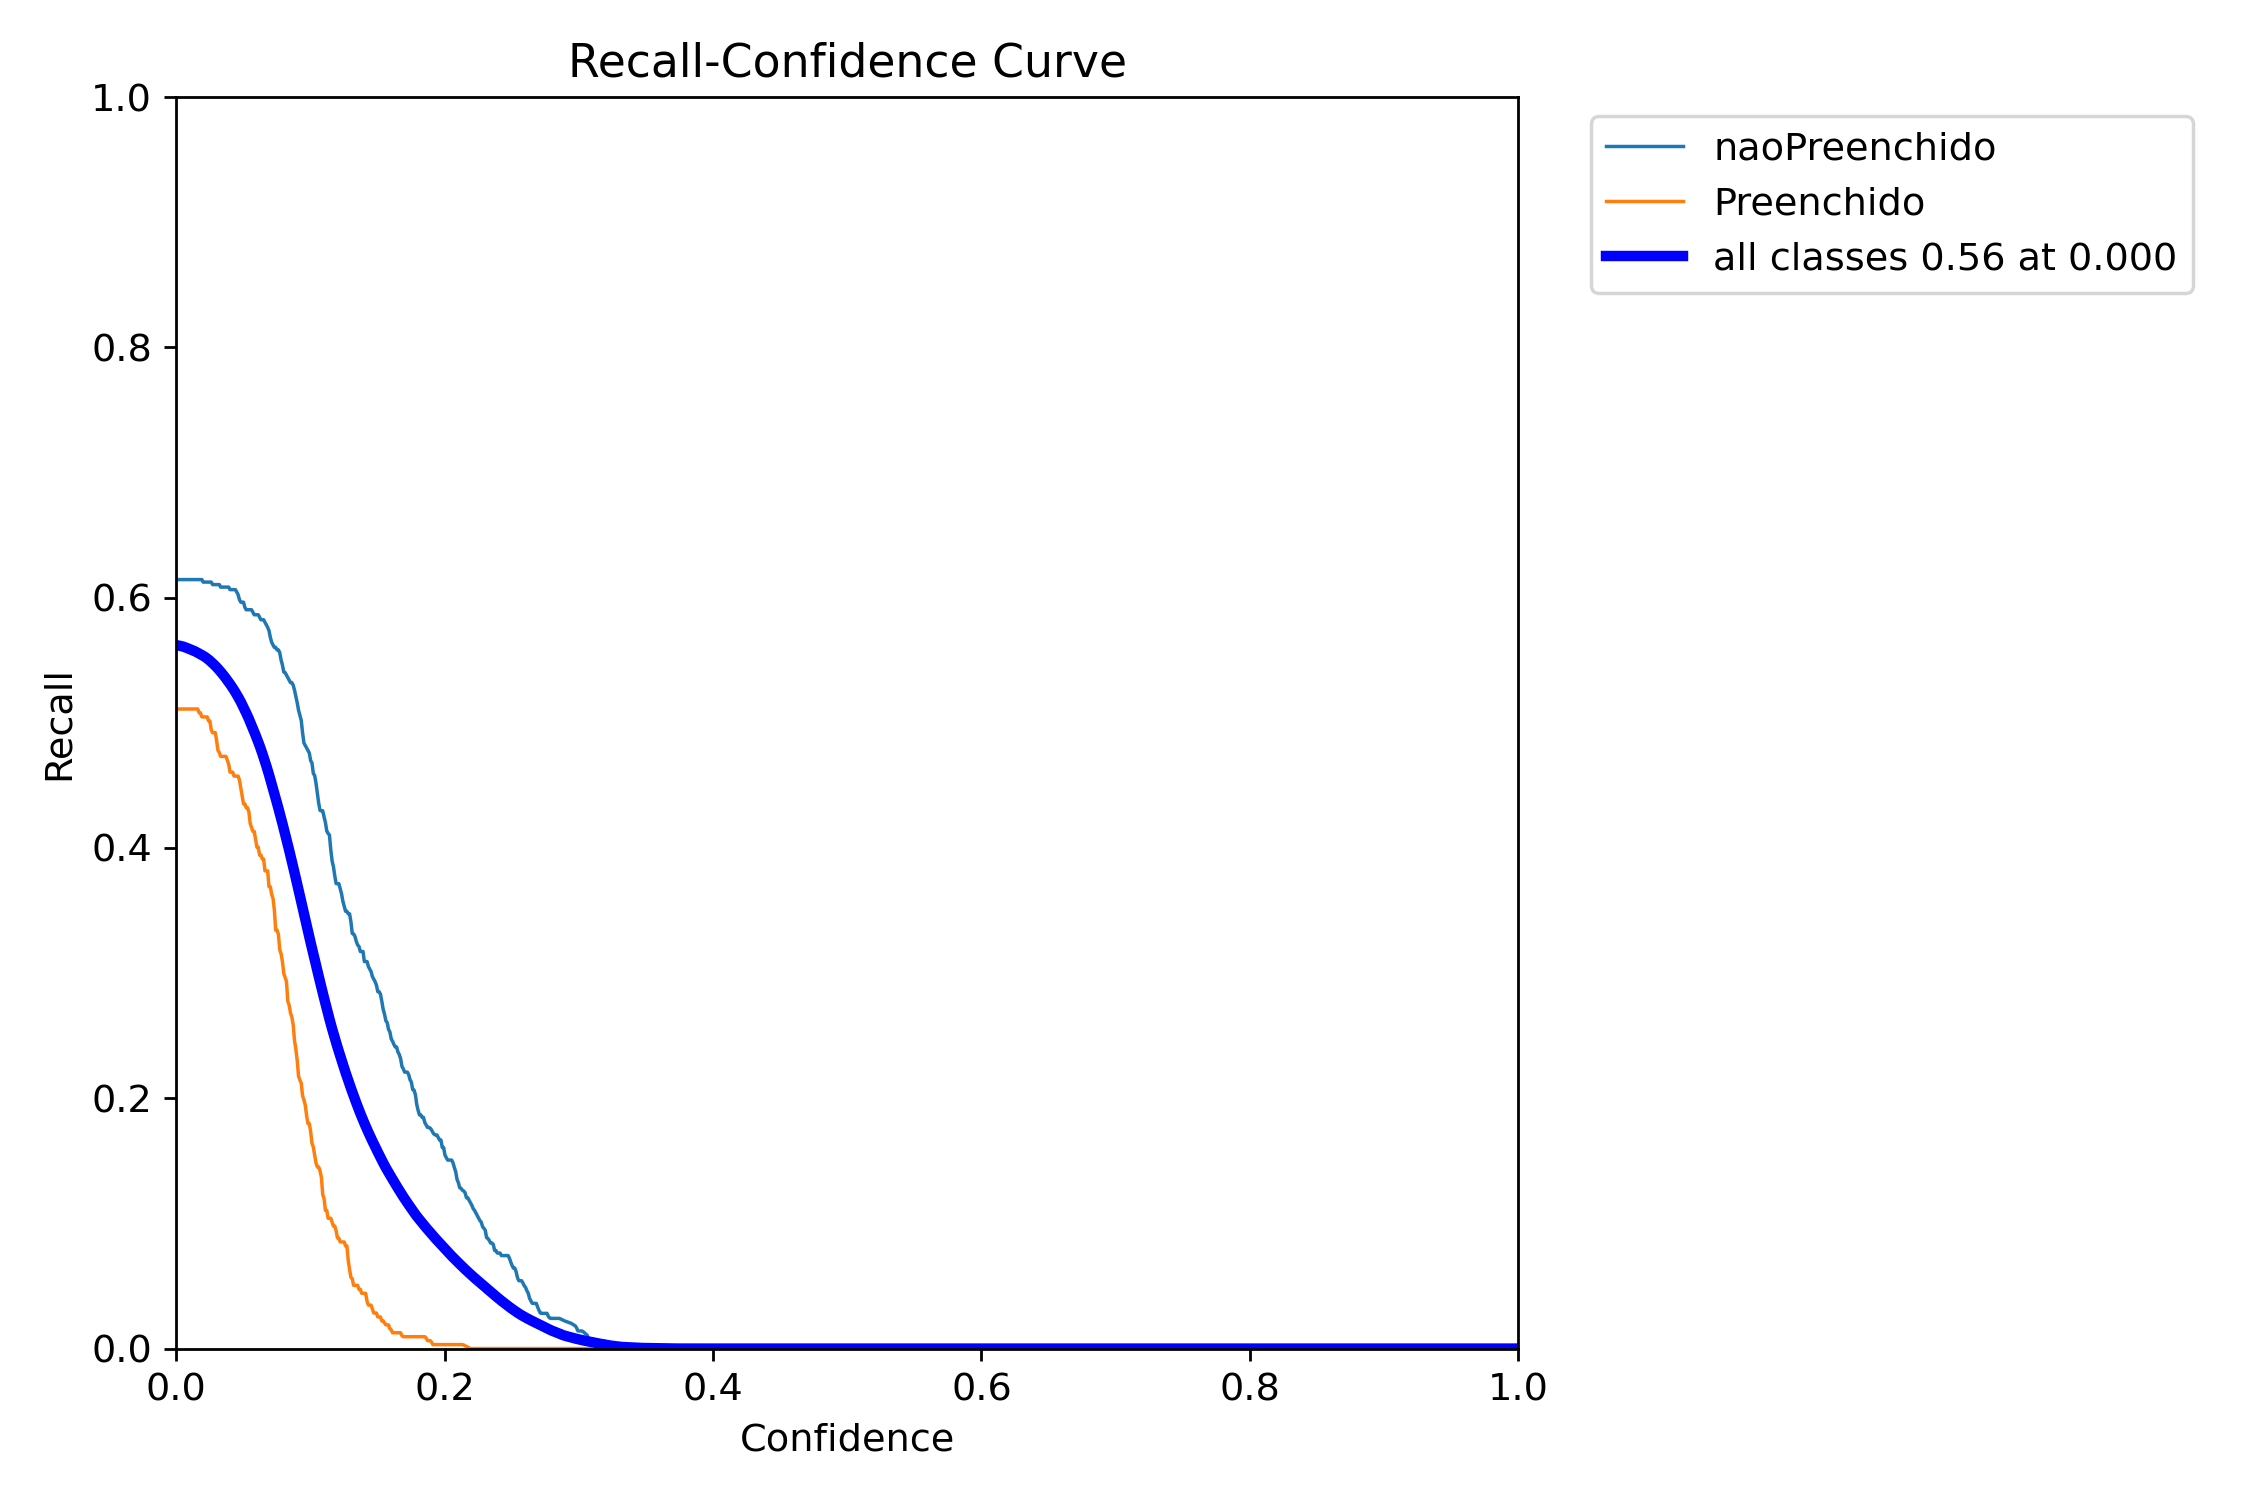 Recall-Confidence Curve
1.0
0.8
0.6
0.4
0.2
0.0
Recall
0.0 0.2 0.4 0.6 0.8 1.0
Confidence
naoPreenchido
Preenchido
all classes 0.56 at 0.000